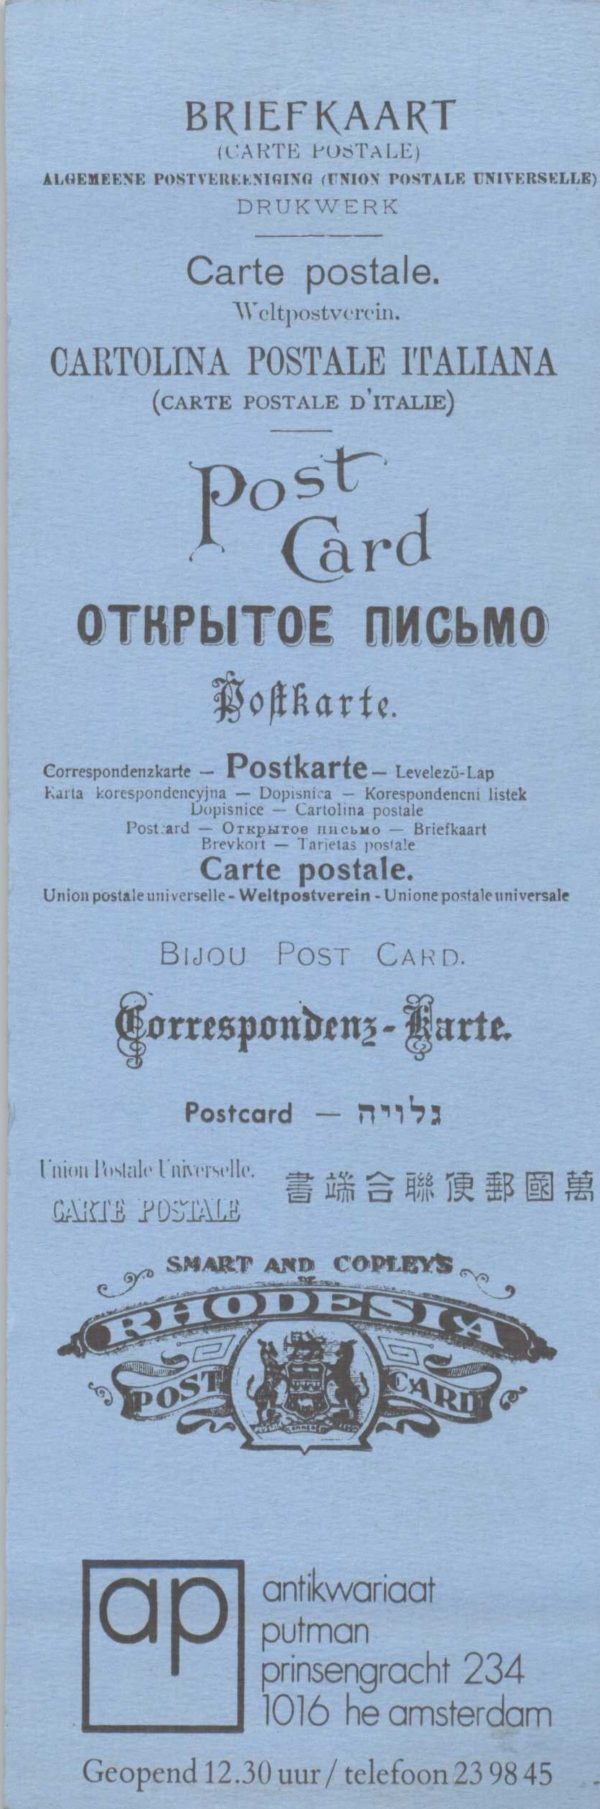 BRIEFKAART
(CARTE POSTALE)
ALGEMEENE POSTVEREENIGING (UNION POSTALE UNIVERSELLE)
DRUKWERK
Carte postale.
Weltpostverein.
CARTOLINA POSTALE ITALIANA
(CARTE POSTALE D'ITALIE)
Post
Card
ОТКРЫТОЕ ПИСЬМО
Postkarte.
Correspondenzkarte — Postkarte — Levelező-Lap
Karta korespondencyjna — Dopisnica — Korespondencni listek
Dopisnice — Cartolina postale
Postcard — Открытое письмо — Briefkaart
Brevkort — Tarjetas postale
Carte postale.
Union postale universelle - Weltpostverein - Unione postale universale
BIJOU POST CARD.
Correspondenz-Karte.
Postcard — גלויה
Union Postale Universelle.
CARTE POSTALE
書端合聯便郵國萬
SMART AND COPLEY'S
RHODESIA
POST CARD
ap
antikwariaat
putman
prinsengracht 234
1016 he amsterdam
Geopend 12.30 uur / telefoon 23 98 45